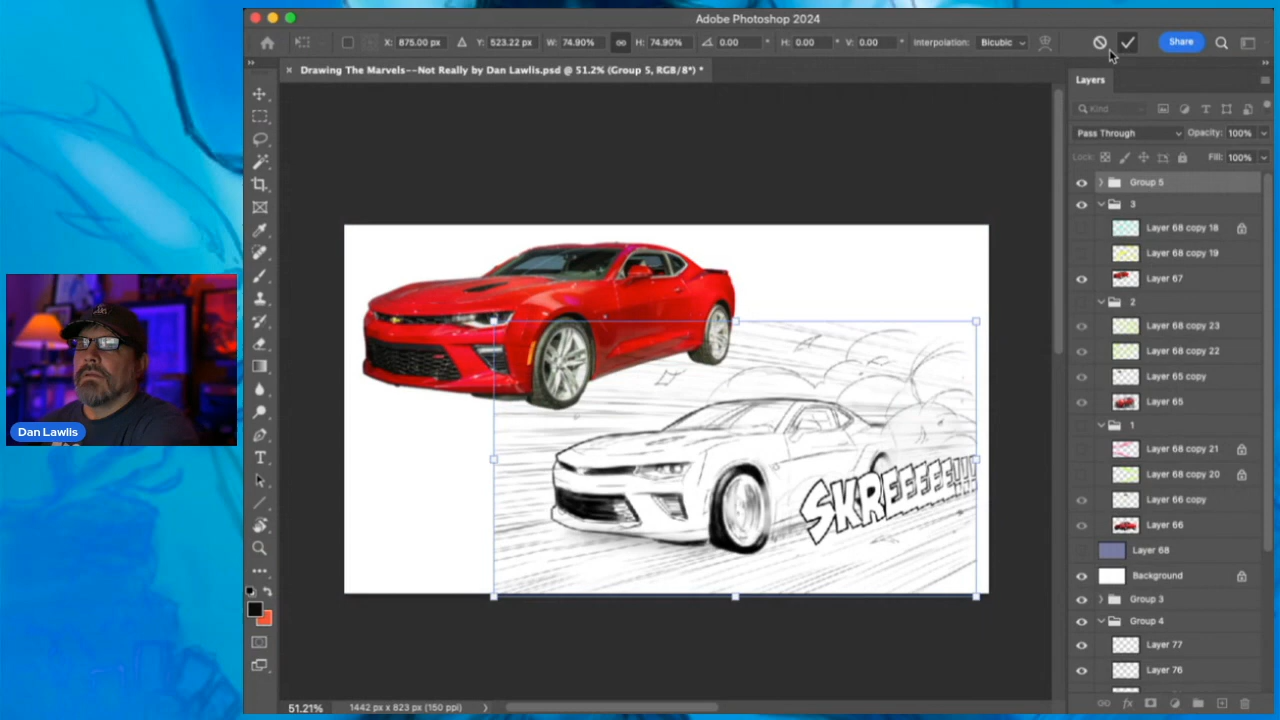 Adobe Photoshop 2024
X: 875.00 px Y: 523.22 px W: 74.90% H: 74.90% 0.00 ° H: 0.00 ° V: 0.00 ° Interpolation: Bicubic Share
× Drawing The Marvels--Not Really by Dan Lawlis.psd @ 51.2% (Group 5, RGB/8*) *
Layers
Kind
Pass Through Opacity: 100%
Lock: Fill: 100%
Group 5
3
Layer 68 copy 18
Layer 68 copy 19
Layer 67
2
Layer 68 copy 23
Layer 68 copy 22
Layer 65 copy
Layer 65
1
Layer 68 copy 21
Layer 68 copy 20
Layer 66 copy
Layer 66
Layer 68
Background
Group 3
Group 4
Layer 77
Layer 76
SKREEEEE!!!
Dan Lawlis
51.21% 1442 px x 823 px (150 ppi)